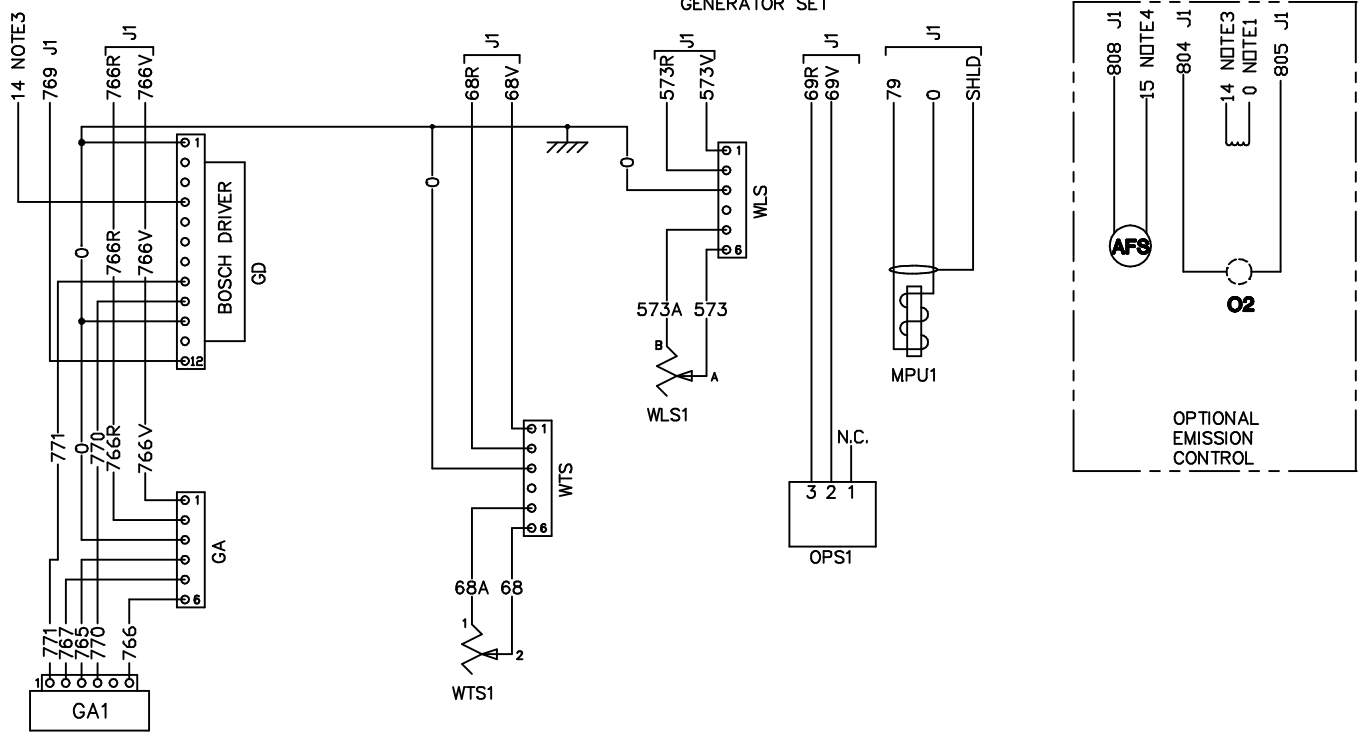 GENERATOR SET
14 NOTE3
769 J1
J1
766R
766V
J1
68R
68V
J1
573R
573V
J1
69R
69V
J1
79
0
SHLD
808 J1
15 NOTE4
804 J1
14 NOTE3
0 NOTE1
805 J1
1
12
BOSCH DRIVER
GD
0
766R
766V
0
0
1
6
WLS
573A 573
B
A
WLS1
MPU1
AFS
O2
OPTIONAL
EMISSION
CONTROL
771
0
770
766R
766V
1
6
GA
1
6
WTS
N.C.
3 2 1
OPS1
68A 68
1
2
WTS1
771
767
765
770
766
1
GA1